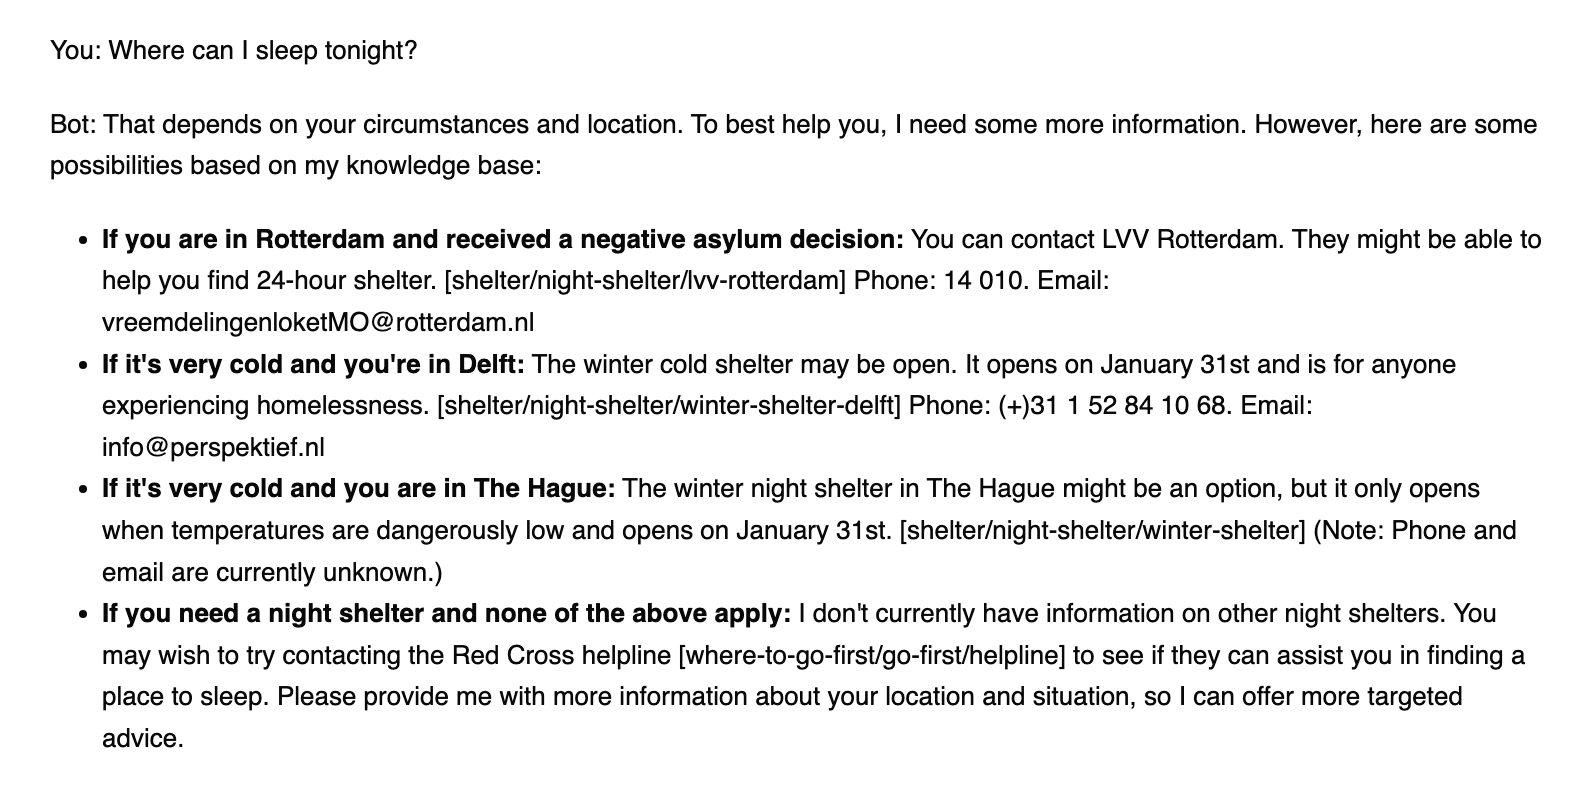 You: Where can I sleep tonight?
Bot: That depends on your circumstances and location. To best help you, I need some more information. However, here are some
possibilities based on my knowledge base:
• If you are in Rotterdam and received a negative asylum decision: You can contact LVV Rotterdam. They might be able to
help you find 24-hour shelter. [shelter/night-shelter/lvv-rotterdam] Phone: 14 010. Email:
vreemdelingenloketMO@rotterdam.nl
• If it's very cold and you're in Delft: The winter cold shelter may be open. It opens on January 31st and is for anyone
experiencing homelessness. [shelter/night-shelter/winter-shelter-delft] Phone: (+)31 1 52 84 10 68. Email:
info@perspektief.nl
• If it's very cold and you are in The Hague: The winter night shelter in The Hague might be an option, but it only opens
when temperatures are dangerously low and opens on January 31st. [shelter/night-shelter/winter-shelter] (Note: Phone and
email are currently unknown.)
• If you need a night shelter and none of the above apply: I don't currently have information on other night shelters. You
may wish to try contacting the Red Cross helpline [where-to-go-first/go-first/helpline] to see if they can assist you in finding a
place to sleep. Please provide me with more information about your location and situation, so I can offer more targeted
advice.